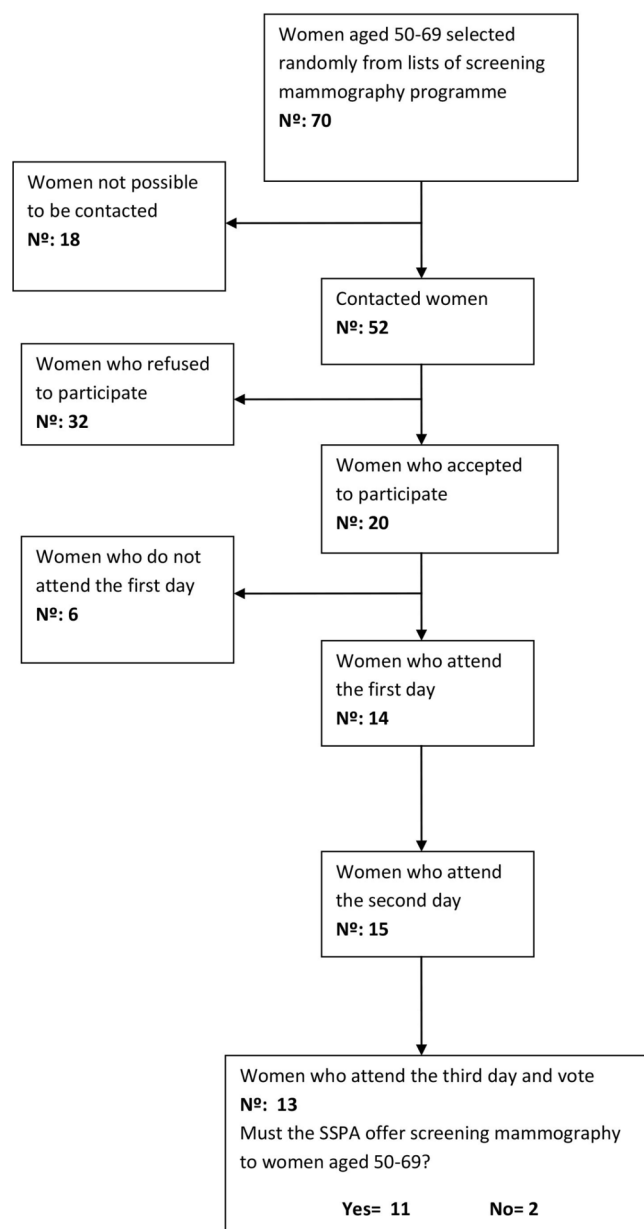 Women aged 50-69 selected
randomly from lists of screening
mammography programme
Nº: 70
Women not possible
to be contacted
Nº: 18
Contacted women
Nº: 52
Women who refused
to participate
Nº: 32
Women who accepted
to participate
Nº: 20
Women who do not
attend the first day
Nº: 6
Women who attend
the first day
Nº: 14
Women who attend
the second day
Nº: 15
Women who attend the third day and vote
Nº: 13
Must the SSPA offer screening mammography
to women aged 50-69?
Yes= 11 No= 2